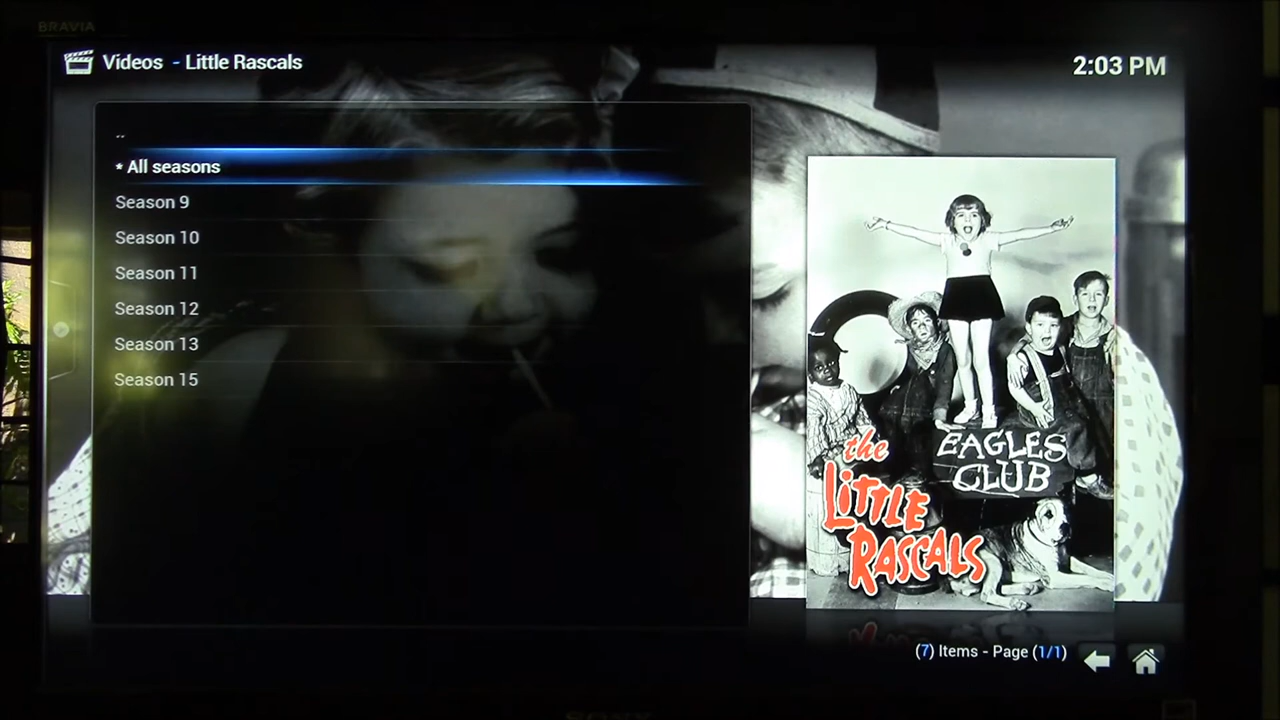 BRAVIA
Videos - Little Rascals
2:03 PM
..
* All seasons
Season 9
Season 10
Season 11
Season 12
Season 13
Season 15
EAGLES
CLUB
the
Little
Rascals
(7) Items - Page (1/1)
SONY